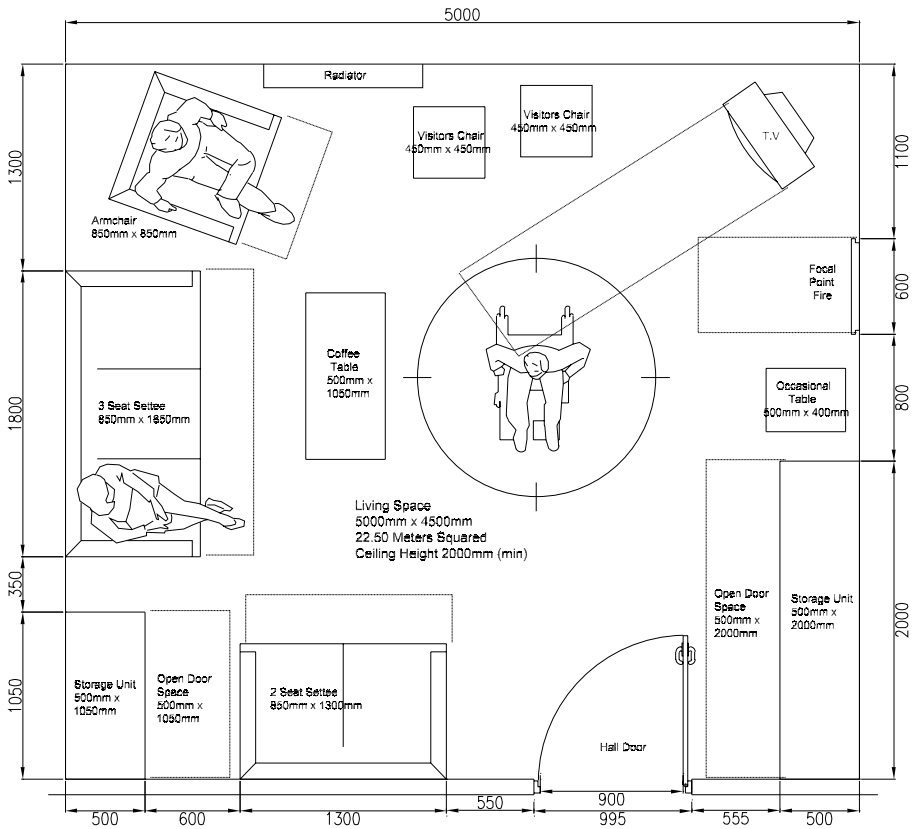 5000
Radiator
Visitors Chair
450mm x 450mm
Visitors Chair
450mm x 450mm
T.V
1300
1100
Armchair
850mm x 850mm
Focal
Point
Fire
600
Coffee
Table
500mm x
1050mm
Occasional
Table
500mm x 400mm
800
1800
3 Seat Settee
850mm x 1850mm
Living Space
5000mm x 4500mm
22.50 Meters Squared
Ceiling Height 2000mm (min)
350
Open Door
Space
500mm x
2000mm
Storage Unit
500mm x
2000mm
2000
1050
Storage Unit
500mm x
1050mm
Open Door
Space
500mm x
1050mm
2 Seat Settee
850mm x 1300mm
Hall Door
500
600
1300
550
900
995
555
500